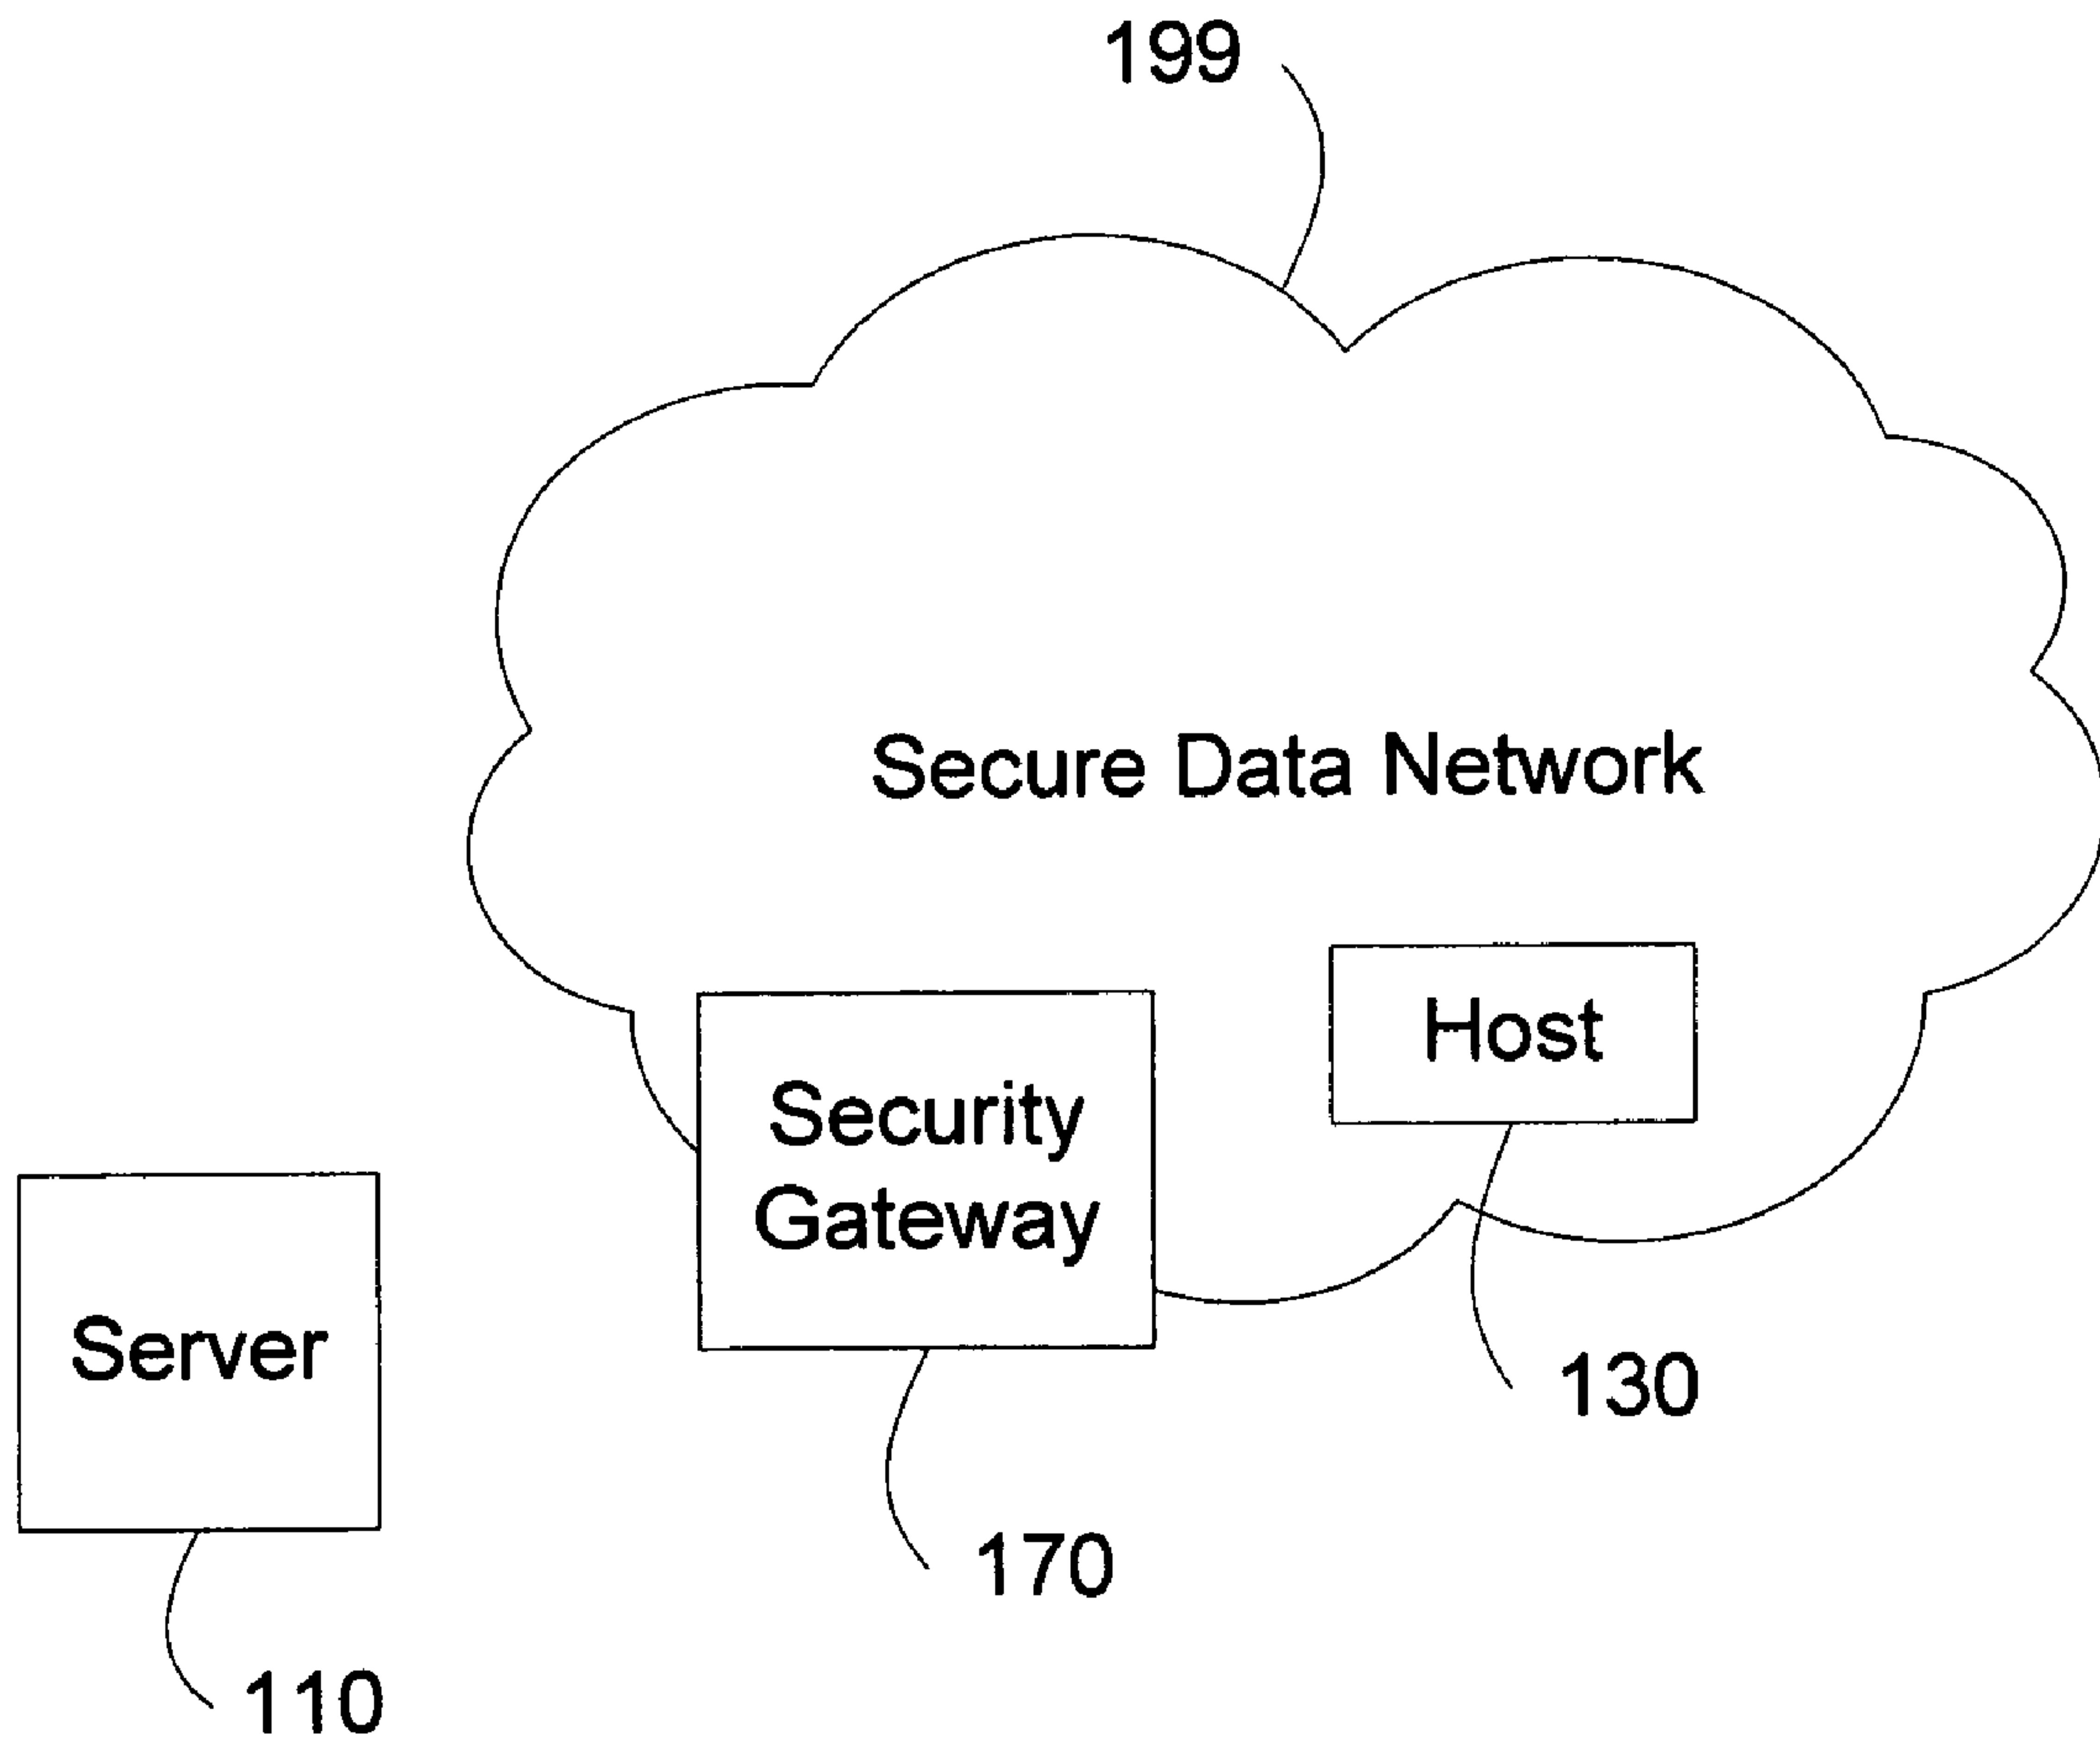 199
Secure Data Network
Host
Security
Gateway
Server
130
170
110